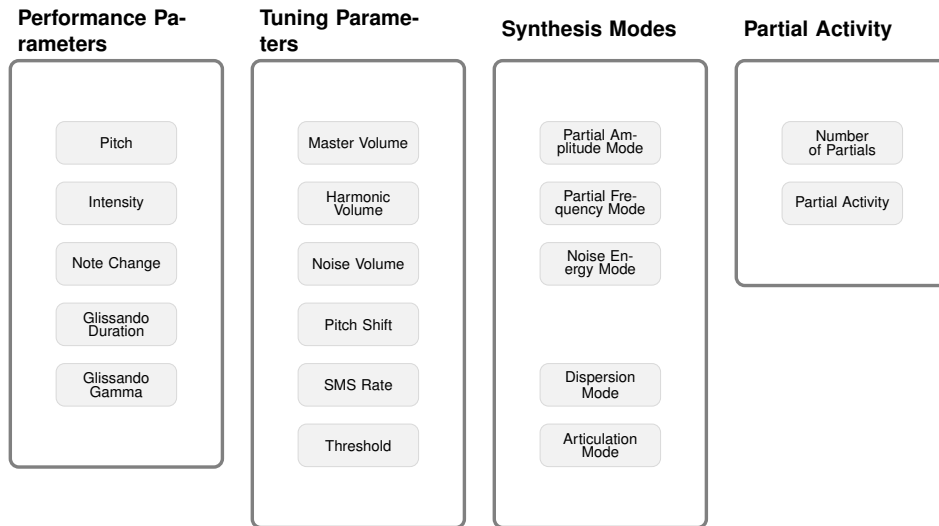 Performance Pa-
rameters
Pitch
Intensity
Note Change
Glissando
Duration
Glissando
Gamma
Tuning Parame-
ters
Master Volume
Harmonic
Volume
Noise Volume
Pitch Shift
SMS Rate
Threshold
Synthesis Modes
Partial Am-
plitude Mode
Partial Fre-
quency Mode
Noise En-
ergy Mode
Dispersion
Mode
Articulation
Mode
Partial Activity
Number
of Partials
Partial Activity